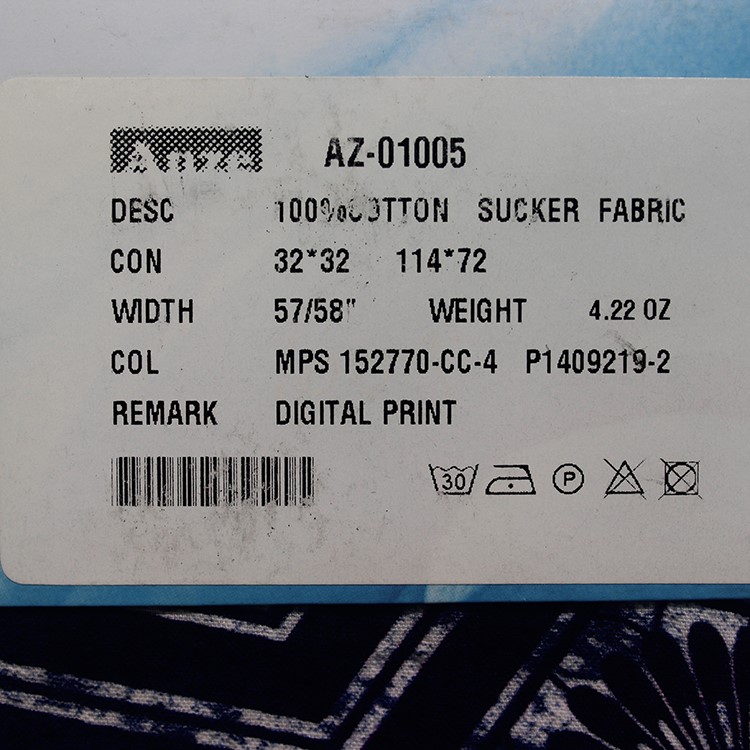 Anze AZ-01005
DESC 100%COTTON SUCKER FABRIC
CON 32*32 114*72
WIDTH 57/58" WEIGHT 4.22 OZ
COL MPS 152770-CC-4 P1409219-2
REMARK DIGITAL PRINT
30 P